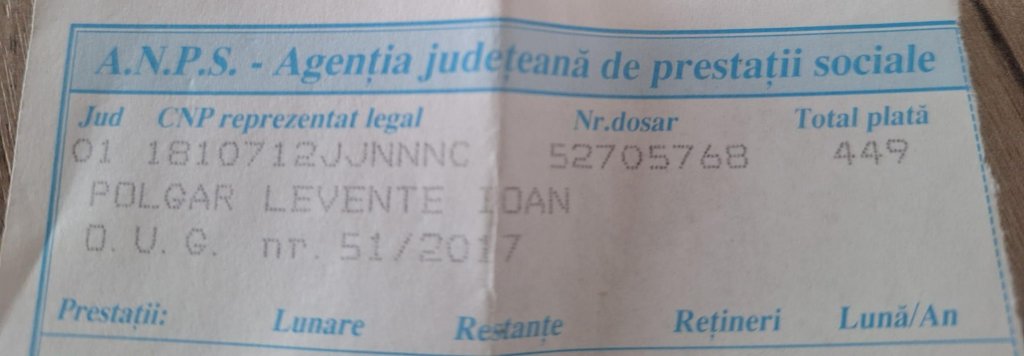 A.N.P.S. - Agenția județeană de prestații sociale
Jud CNP reprezentat legal Nr.dosar Total plată
01 1810712JJNNNC 52705768 449
POLGAR LEVENTE IOAN
O.U.G. nr. 51/2017
Prestații: Lunare Restanțe Rețineri Lună/An